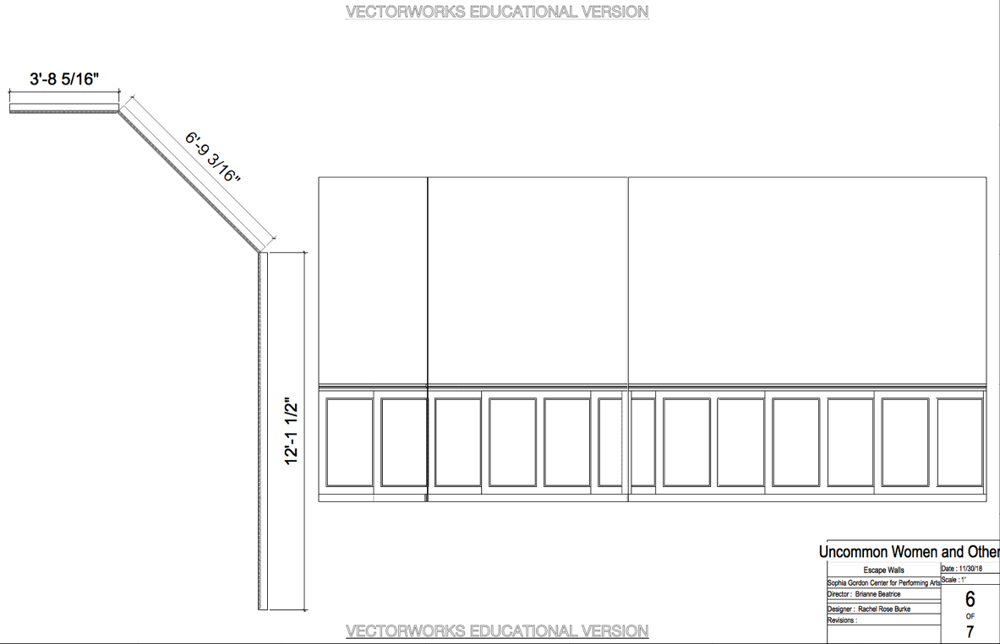 VECTORWORKS EDUCATIONAL VERSION
3'-8 5/16"
6'-9 3/16"
12'-1 1/2"
Uncommon Women and Other
Escape Walls
Date : 11/30/18
Sophia Gordon Center for Performing Arts
Scale : 1'
Director : Brianne Beatrice
6
OF
7
Designer : Rachel Rose Burke
Revisions :
VECTORWORKS EDUCATIONAL VERSION